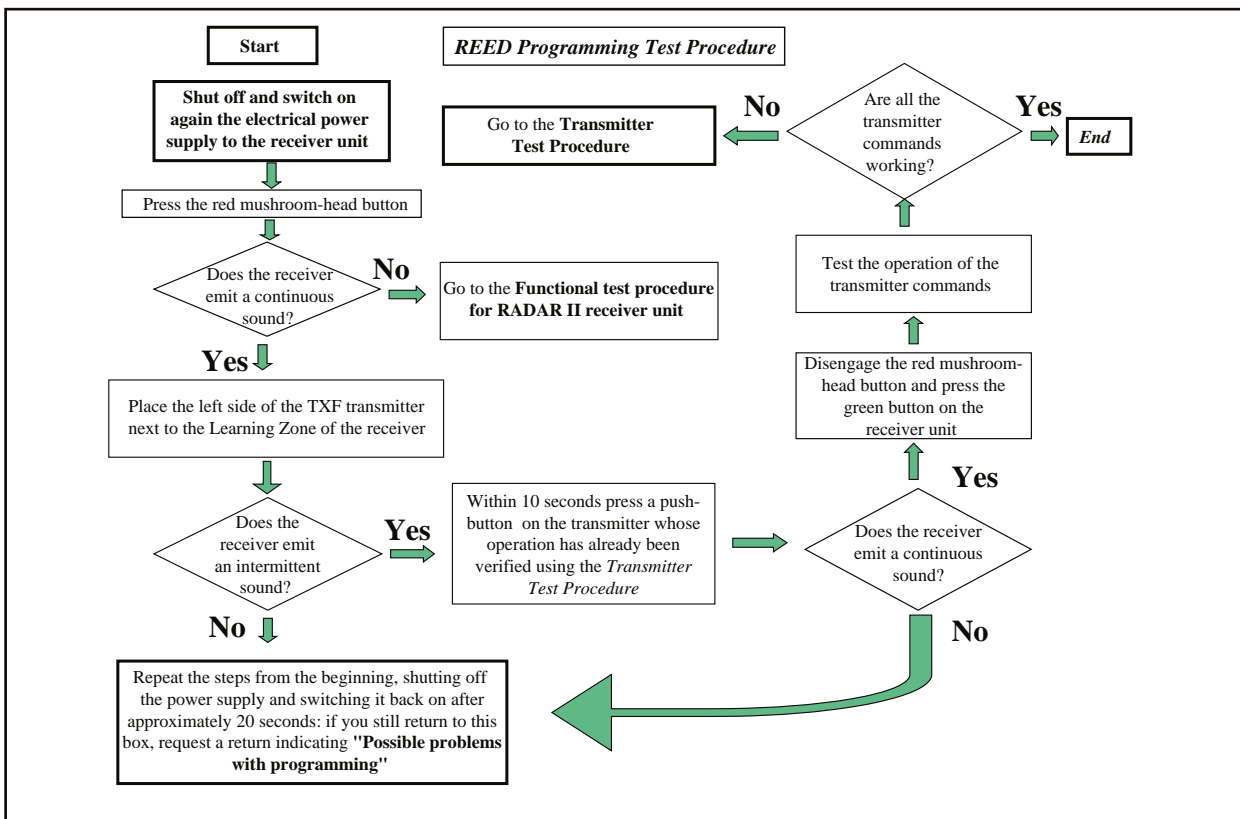 Start
REED Programming Test Procedure
Shut off and switch on
again the electrical power
supply to the receiver unit
Press the red mushroom-head button
Does the receiver
emit a continuous
sound?
No
Go to the Functional test procedure
for RADAR II receiver unit
Yes
Place the left side of the TXF transmitter
next to the Learning Zone of the receiver
Does the
receiver emit
an intermittent
sound?
Yes
Within 10 seconds press a push-
button on the transmitter whose
operation has already been
verified using the Transmitter
Test Procedure
No
Repeat the steps from the beginning, shutting off
the power supply and switching it back on after
approximately 20 seconds: if you still return to this
box, request a return indicating "Possible problems
with programming"
Does the receiver
emit a continuous
sound?
No
Yes
Disengage the red mushroom-
head button and press the
green button on the
receiver unit
Test the operation of the
transmitter commands
Are all the
transmitter
commands
working?
No
Go to the Transmitter
Test Procedure
Yes
End